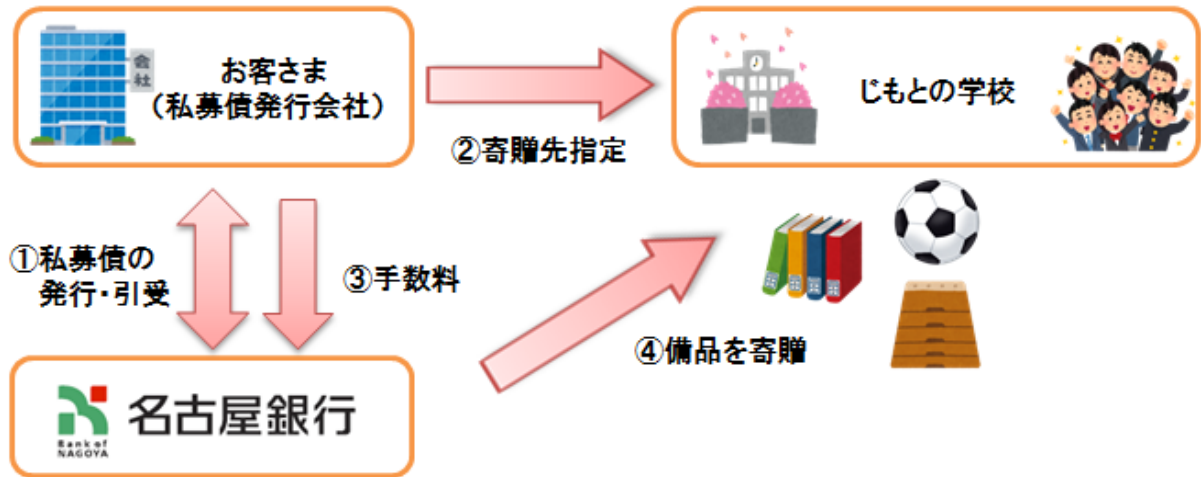 会社
お客さま
（私募債発行会社）
②寄贈先指定
じもとの学校
①私募債の
発行・引受
③手数料
④備品を寄贈
Bank of
NAGOYA
名古屋銀行